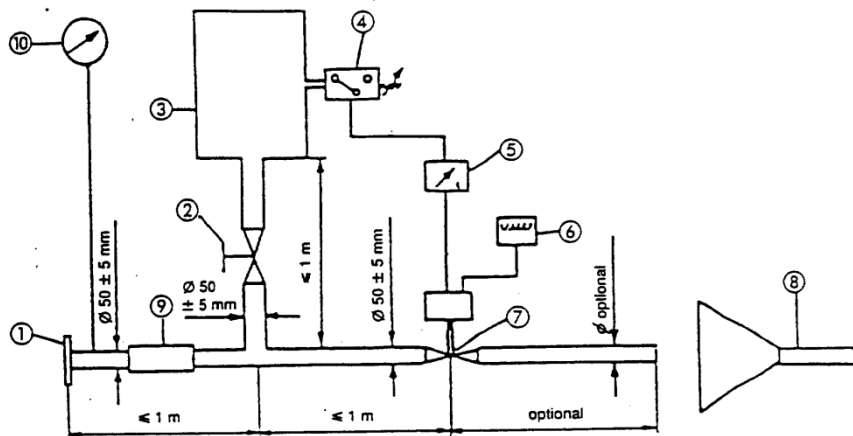 ⑩
④
③
⑤
②
⑥
≤ 1 m
Ø 50 ± 5 mm
Ø 50
± 5 mm
Ø 50 ± 5 mm
Ø optional
⑨
①
⑦
⑧
≤ 1 m
≤ 1 m
optional